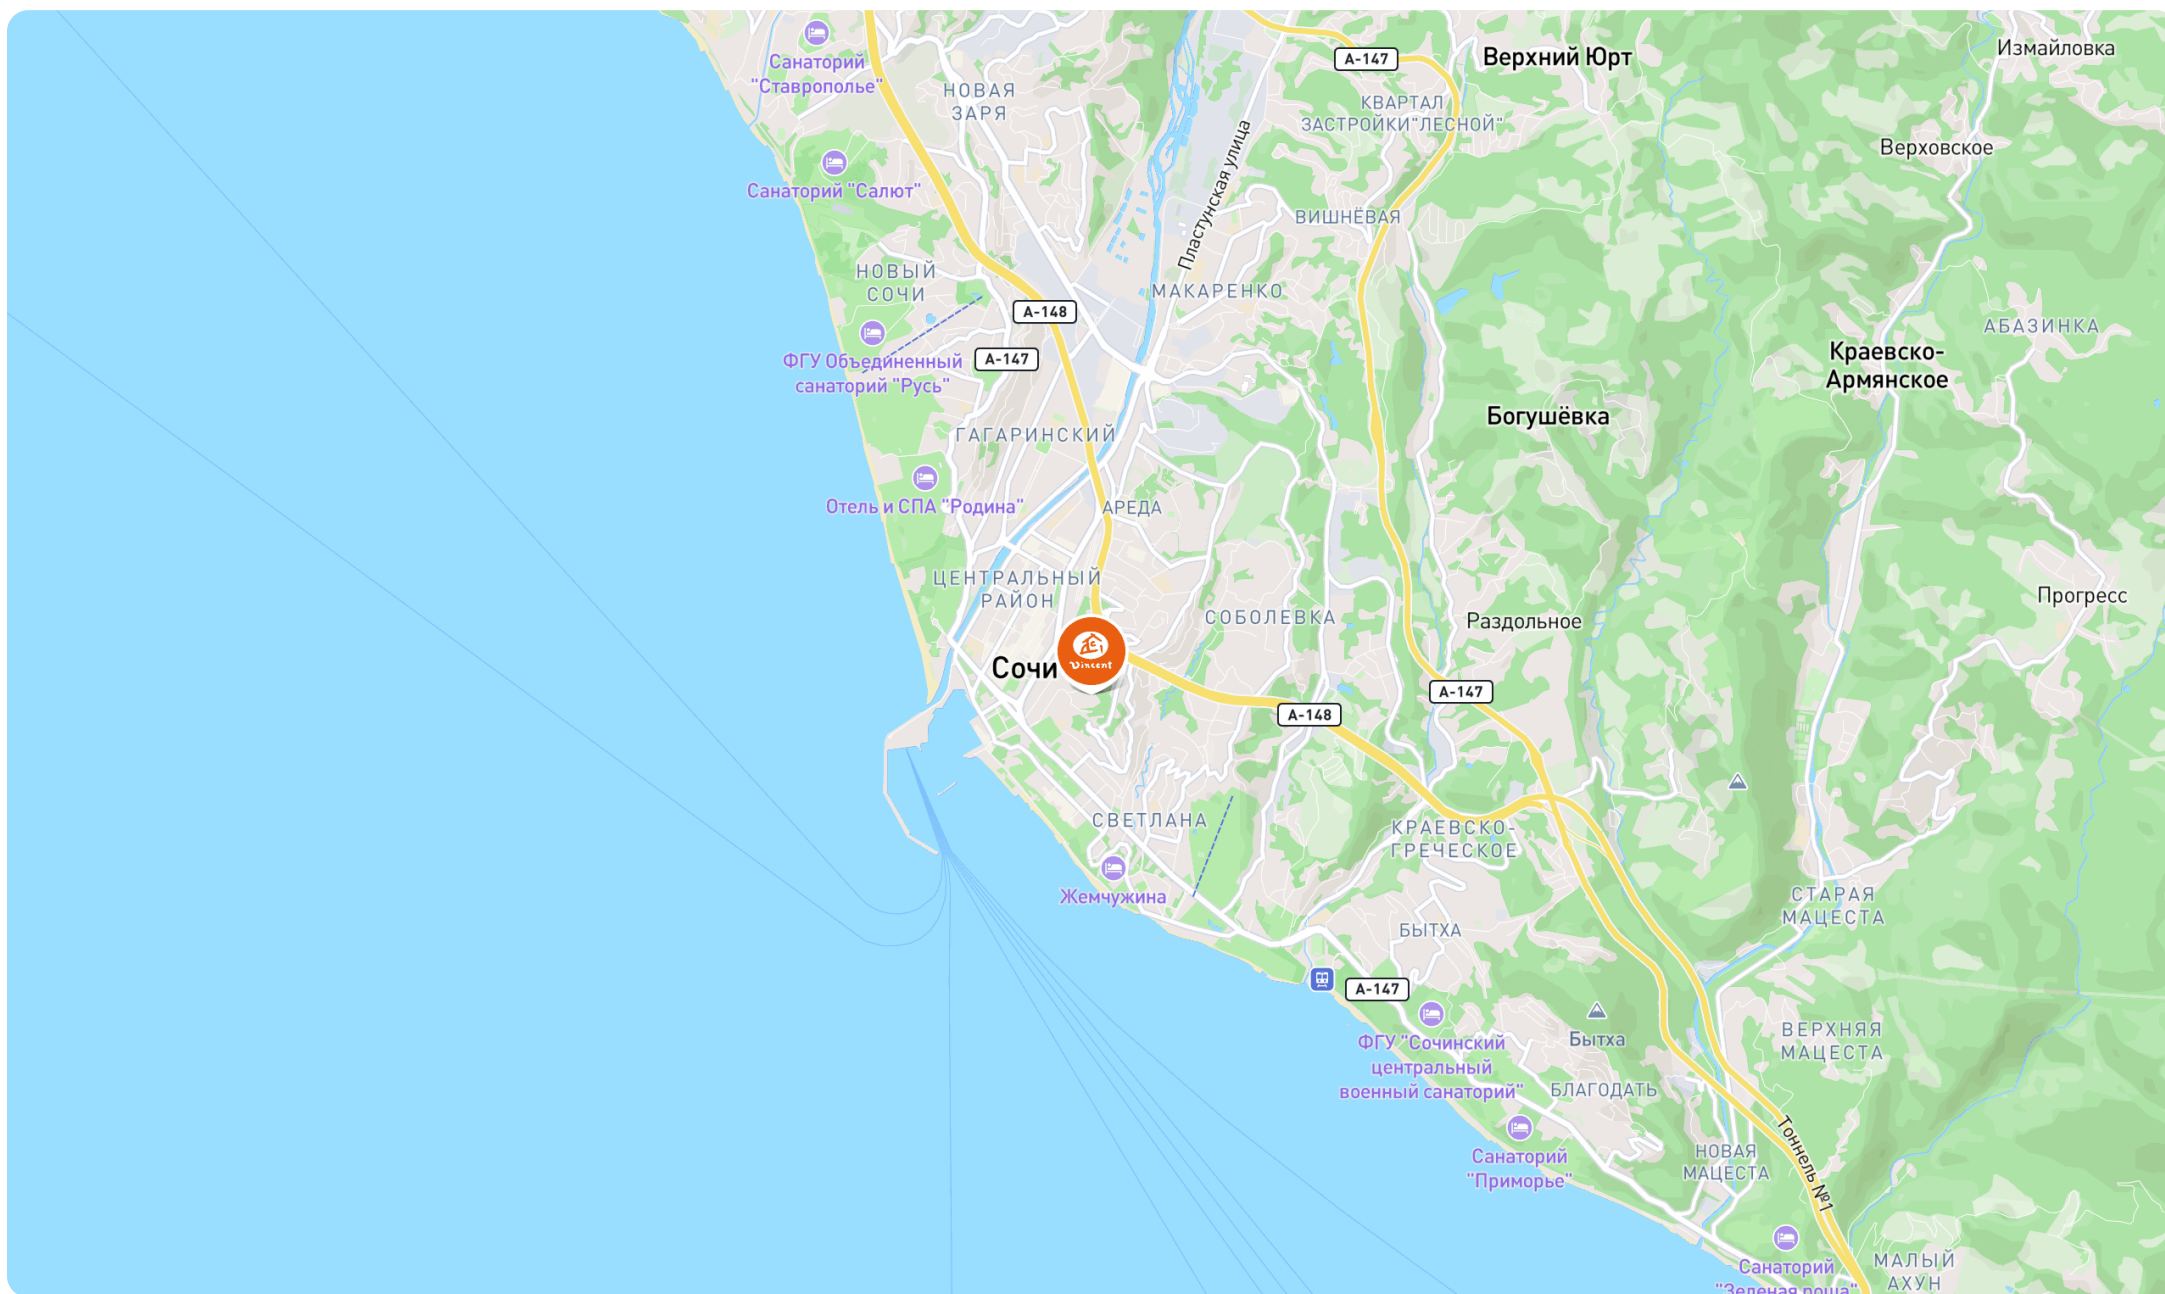 Санаторий
"Ставрополье"
НОВАЯ
ЗАРЯ
А-147
Верхний Юрт
Измайловка
КВАРТАЛ
ЗАСТРОЙКИ"ЛЕСНОЙ"
Верховское
Санаторий "Салют"
Пластунская улица
ВИШНЁВАЯ
НОВЫЙ
СОЧИ
МАКАРЕНКО
А-148
АБАЗИНКА
ФГУ Объединенный
санаторий "Русь"
А-147
Краевско-
Армянское
Богушёвка
ГАГАРИНСКИЙ
Отель и СПА "Родина"
АРЕДА
ЦЕНТРАЛЬНЫЙ
РАЙОН
Прогресс
СОБОЛЕВКА
Раздольное
Vincent
Сочи
А-147
А-148
СВЕТЛАНА
КРАЕВСКО-
ГРЕЧЕСКОЕ
Жемчужина
СТАРАЯ
МАЦЕСТА
БЫТХА
А-147
ФГУ "Сочинский
центральный
военный санаторий"
Бытха
ВЕРХНЯЯ
МАЦЕСТА
БЛАГОДАТЬ
Санаторий
"Приморье"
НОВАЯ
МАЦЕСТА
Тоннель №1
Санаторий
"Зеленая роща"
МАЛЫЙ
АХУН